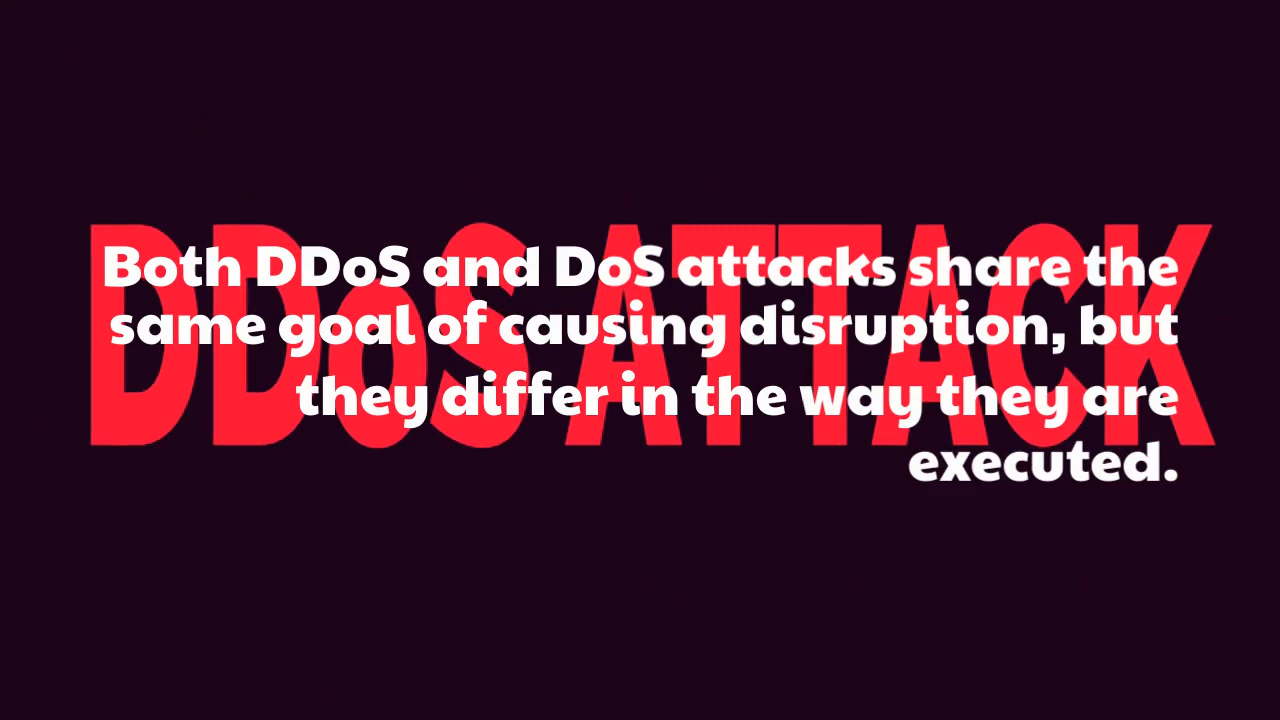 DDoS ATTACK
Both DDoS and DoS attacks share the
same goal of causing disruption, but
they differ in the way they are
executed.